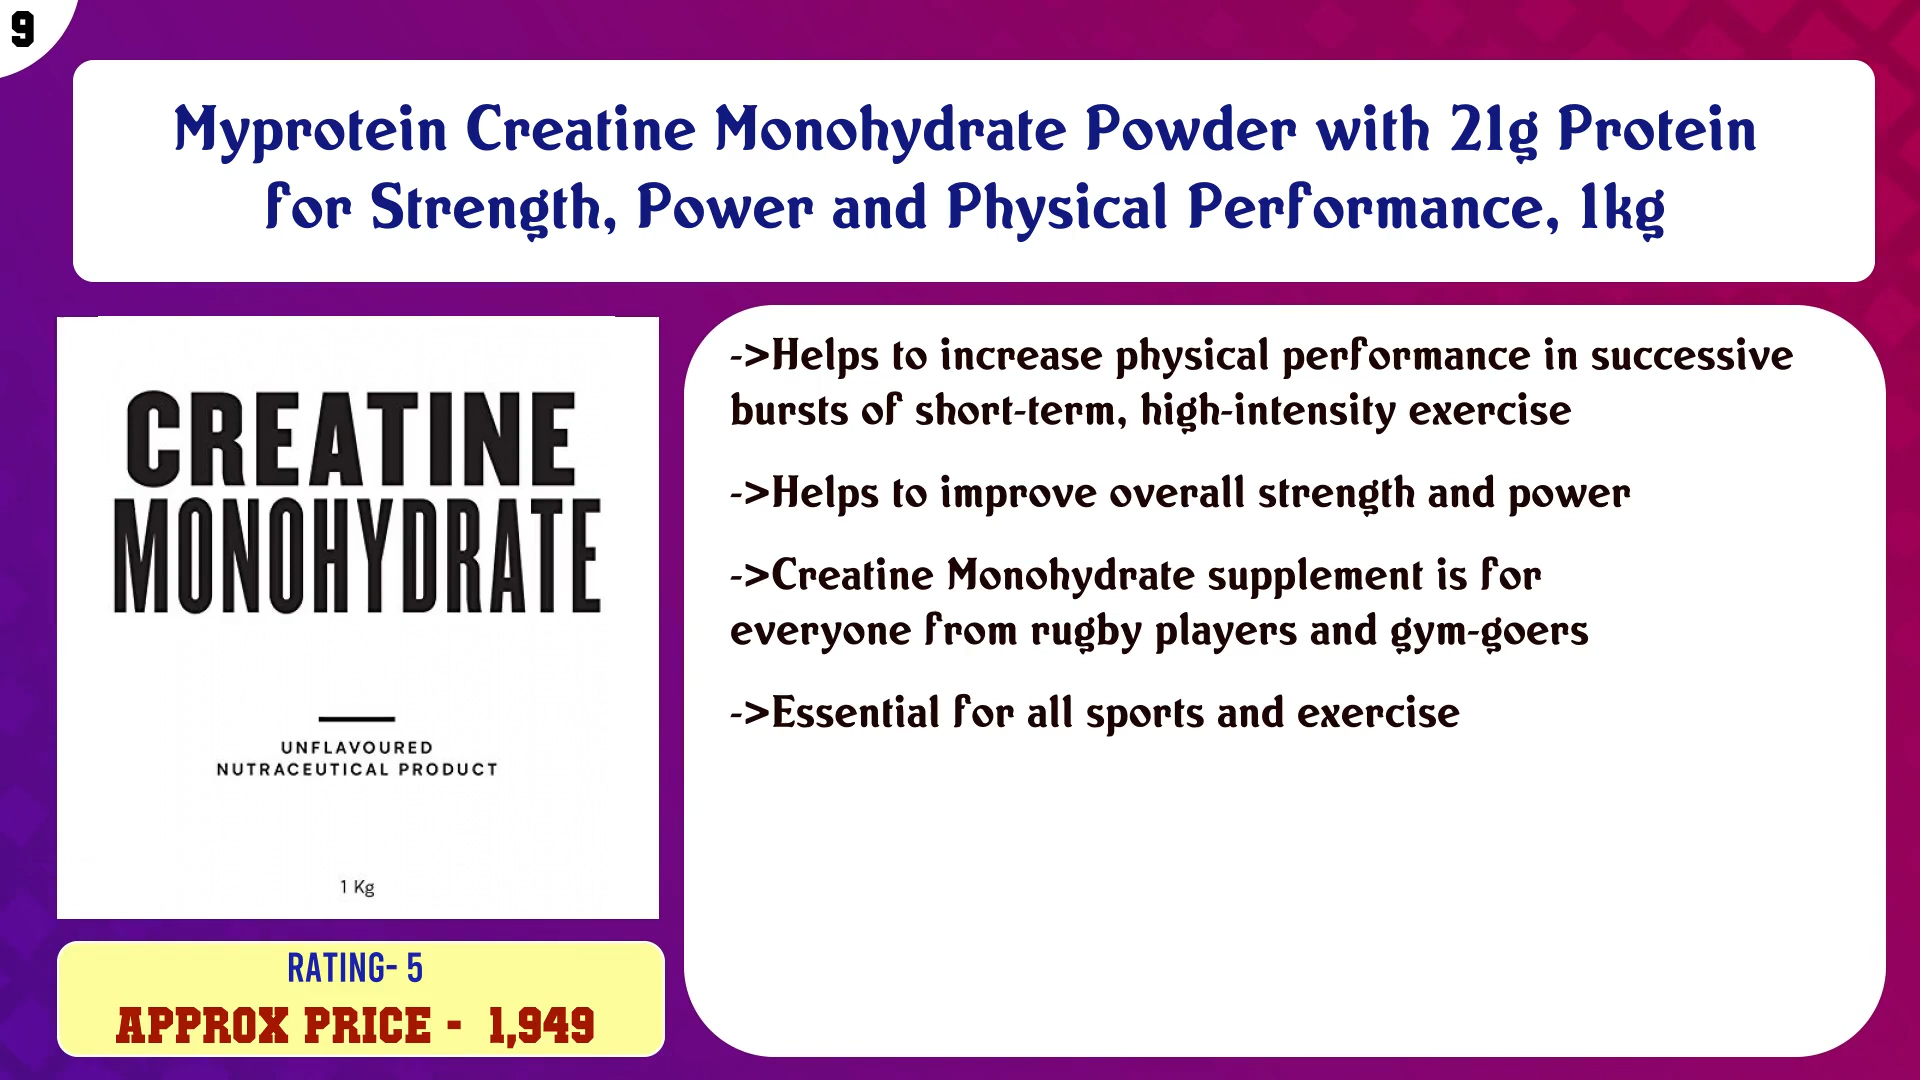 9
Myprotein Creatine Monohydrate Powder with 21g Protein
for Strength, Power and Physical Performance, 1kg
CREATINE
MONOHYDRATE
UNFLAVOURED
NUTRACEUTICAL PRODUCT
1 Kg
RATING- 5
APPROX PRICE - 1,949
->Helps to increase physical performance in successive
bursts of short-term, high-intensity exercise
->Helps to improve overall strength and power
->Creatine Monohydrate supplement is for
everyone from rugby players and gym-goers
->Essential for all sports and exercise